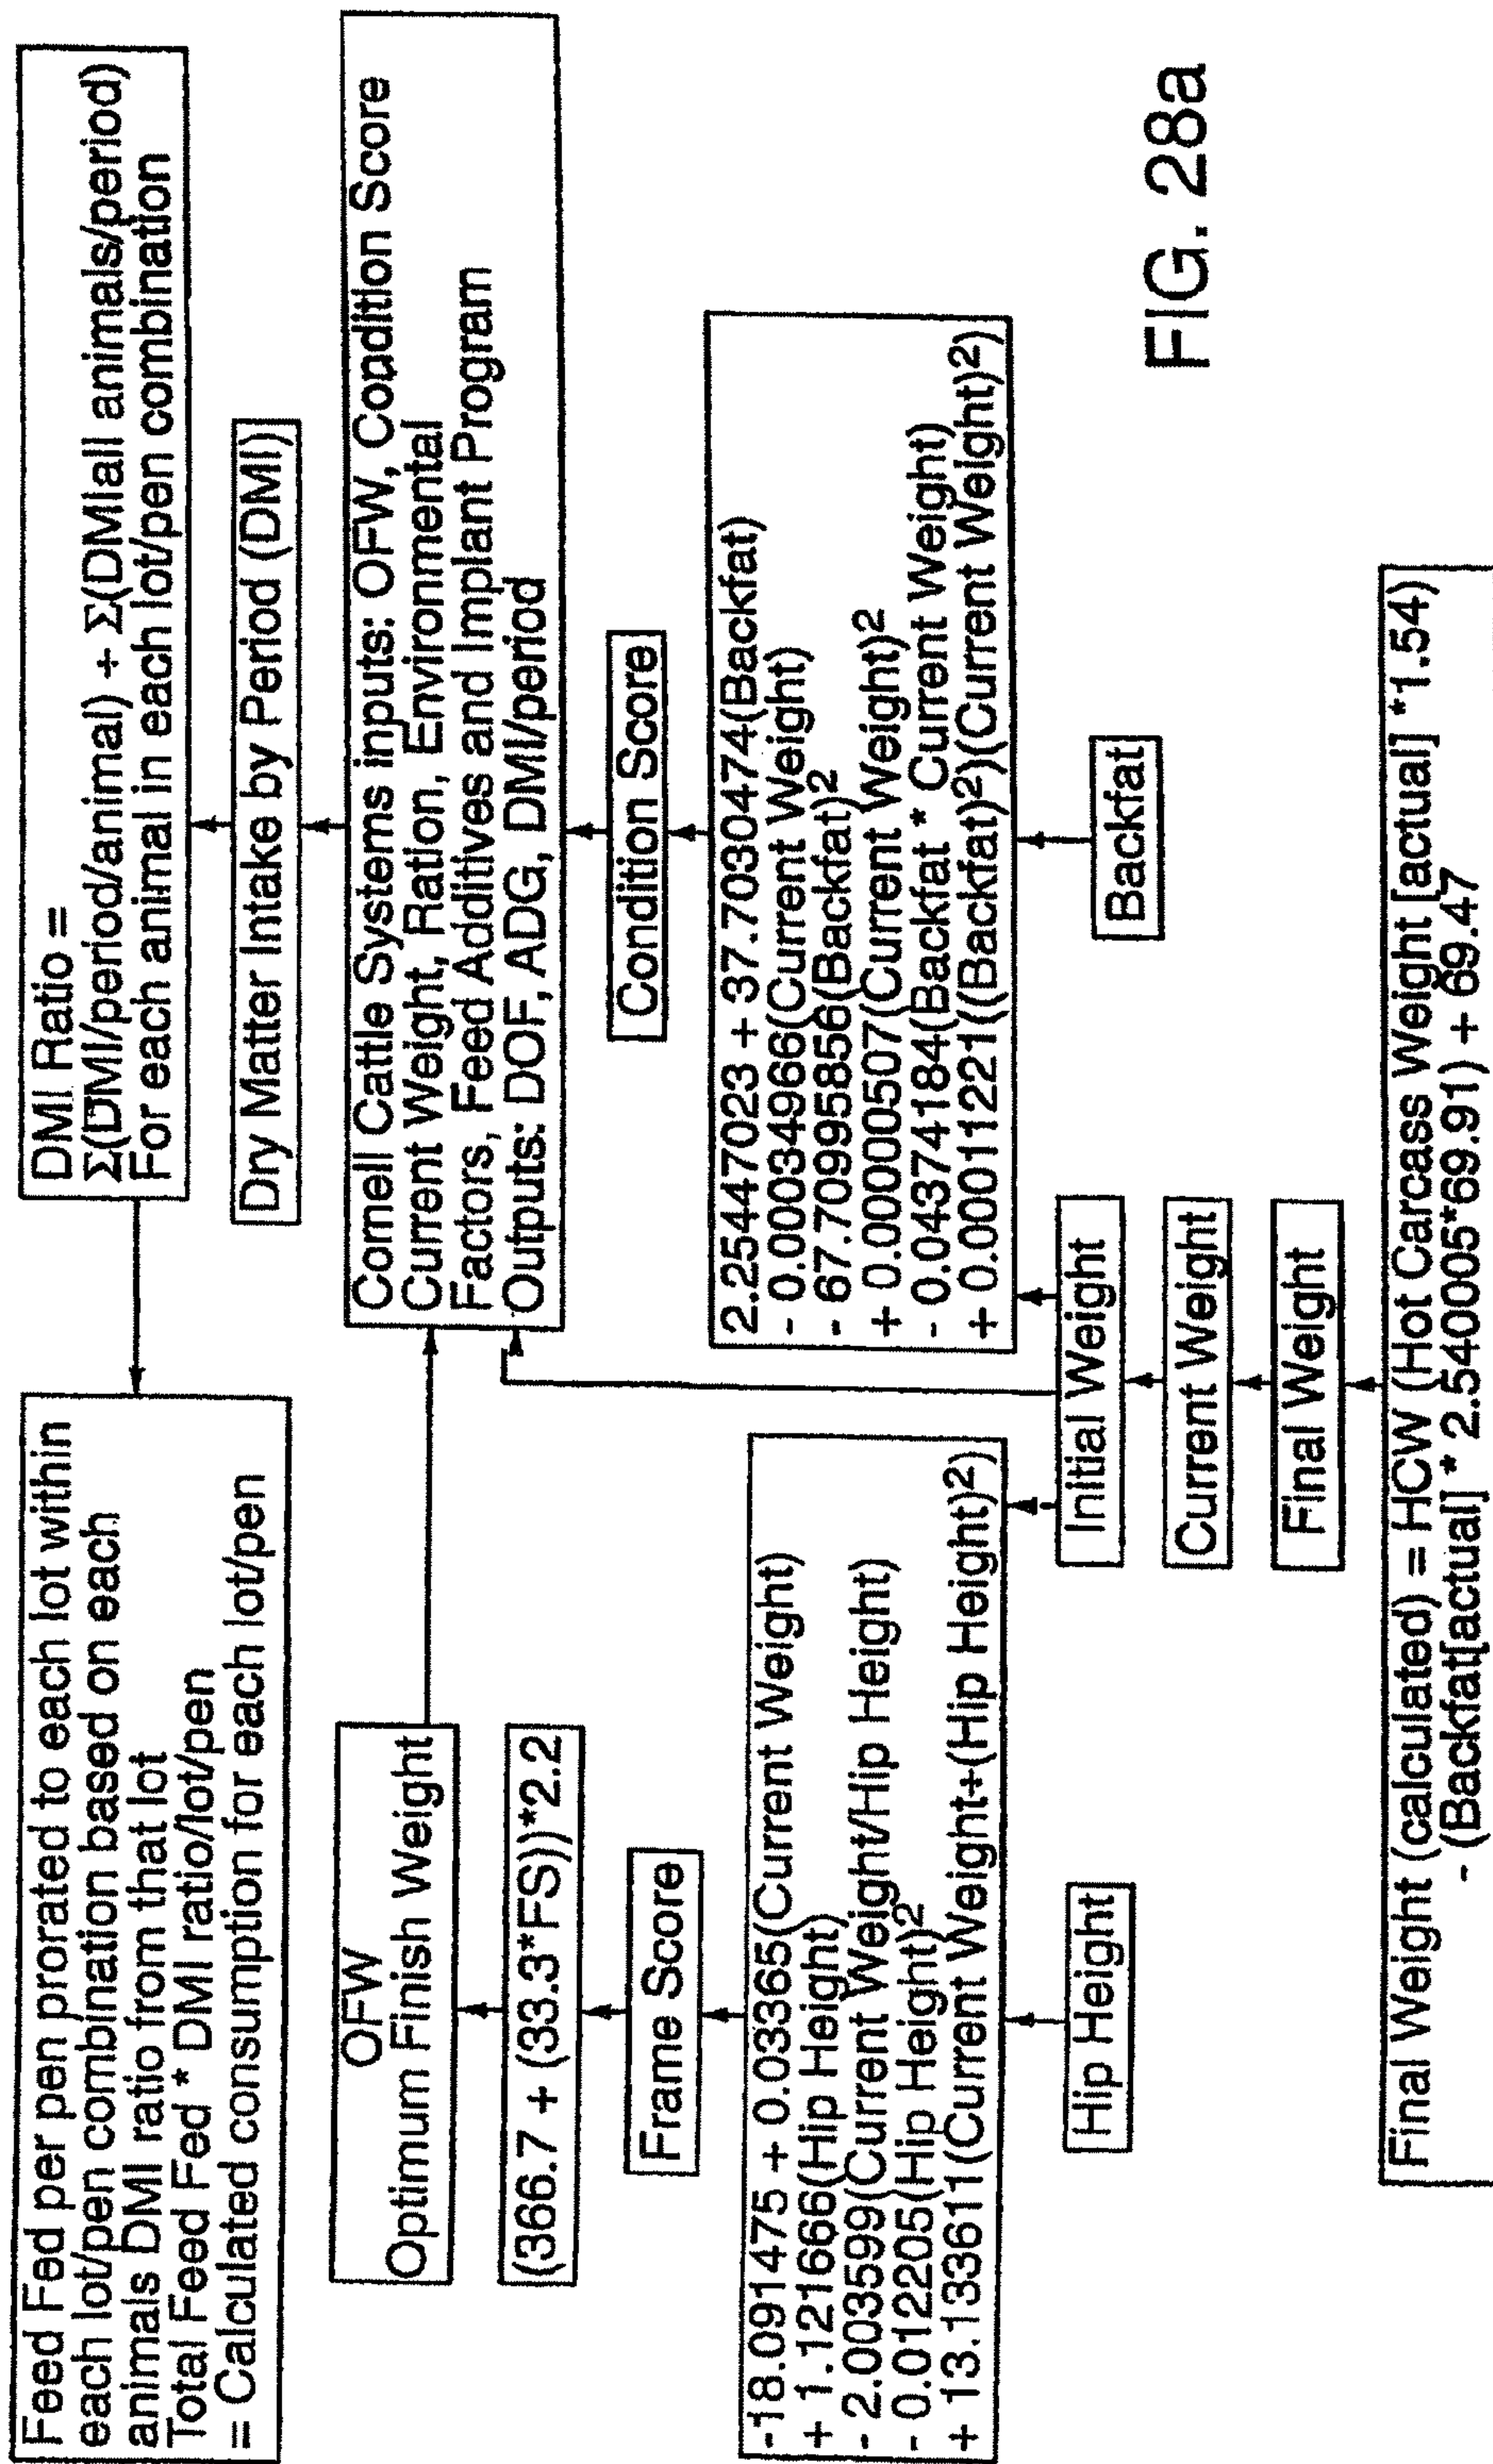 Feed Fed per pen prorated to each lot within
each lot/pen combination based on each
animals DMI ratio from that lot
Total Feed Fed * DMI ratio/lot/pen
= Calculated consumption for each lot/pen
DMI Ratio =
Σ(DMI/period/animal) ÷ Σ(DMIall animals/period)
For each animal in each lot/pen combination
Dry Matter Intake by Period (DMI)
OFW
Optimum Finish Weight
Cornell Cattle Systems inputs: OFW, Condition Score
Current Weight, Ration, Environmental
Factors, Feed Additives and Implant Program
Outputs: DOF, ADG, DMI/period
(366.7 + (33.3*FS))*2.2
Frame Score
Condition Score
-18.091475 + 0.03365(Current Weight)
+ 1.121666(Hip Height)
- 2.003599(Current Weight/Hip Height)
- 0.012205(Hip Height)²
+ 13.133611(Current Weight÷(Hip Height)²)
2.25447023 + 37.7030474(Backfat)
- 0.00034966(Current Weight)
- 67.7099585 6(Backfat)²
+ 0.00000507(Current Weight)²
- 0.04374184(Backfat * Current Weight)
+ 0.00011221((Backfat)²)(Current Weight)²)
Hip Height
Initial Weight
Backfat
Current Weight
Final Weight
Final Weight (calculated) = HCW (Hot Carcass Weight [actual] *1.54)
- (Backfat[actual] * 2.54005*69.91) + 69.47
FIG. 28a